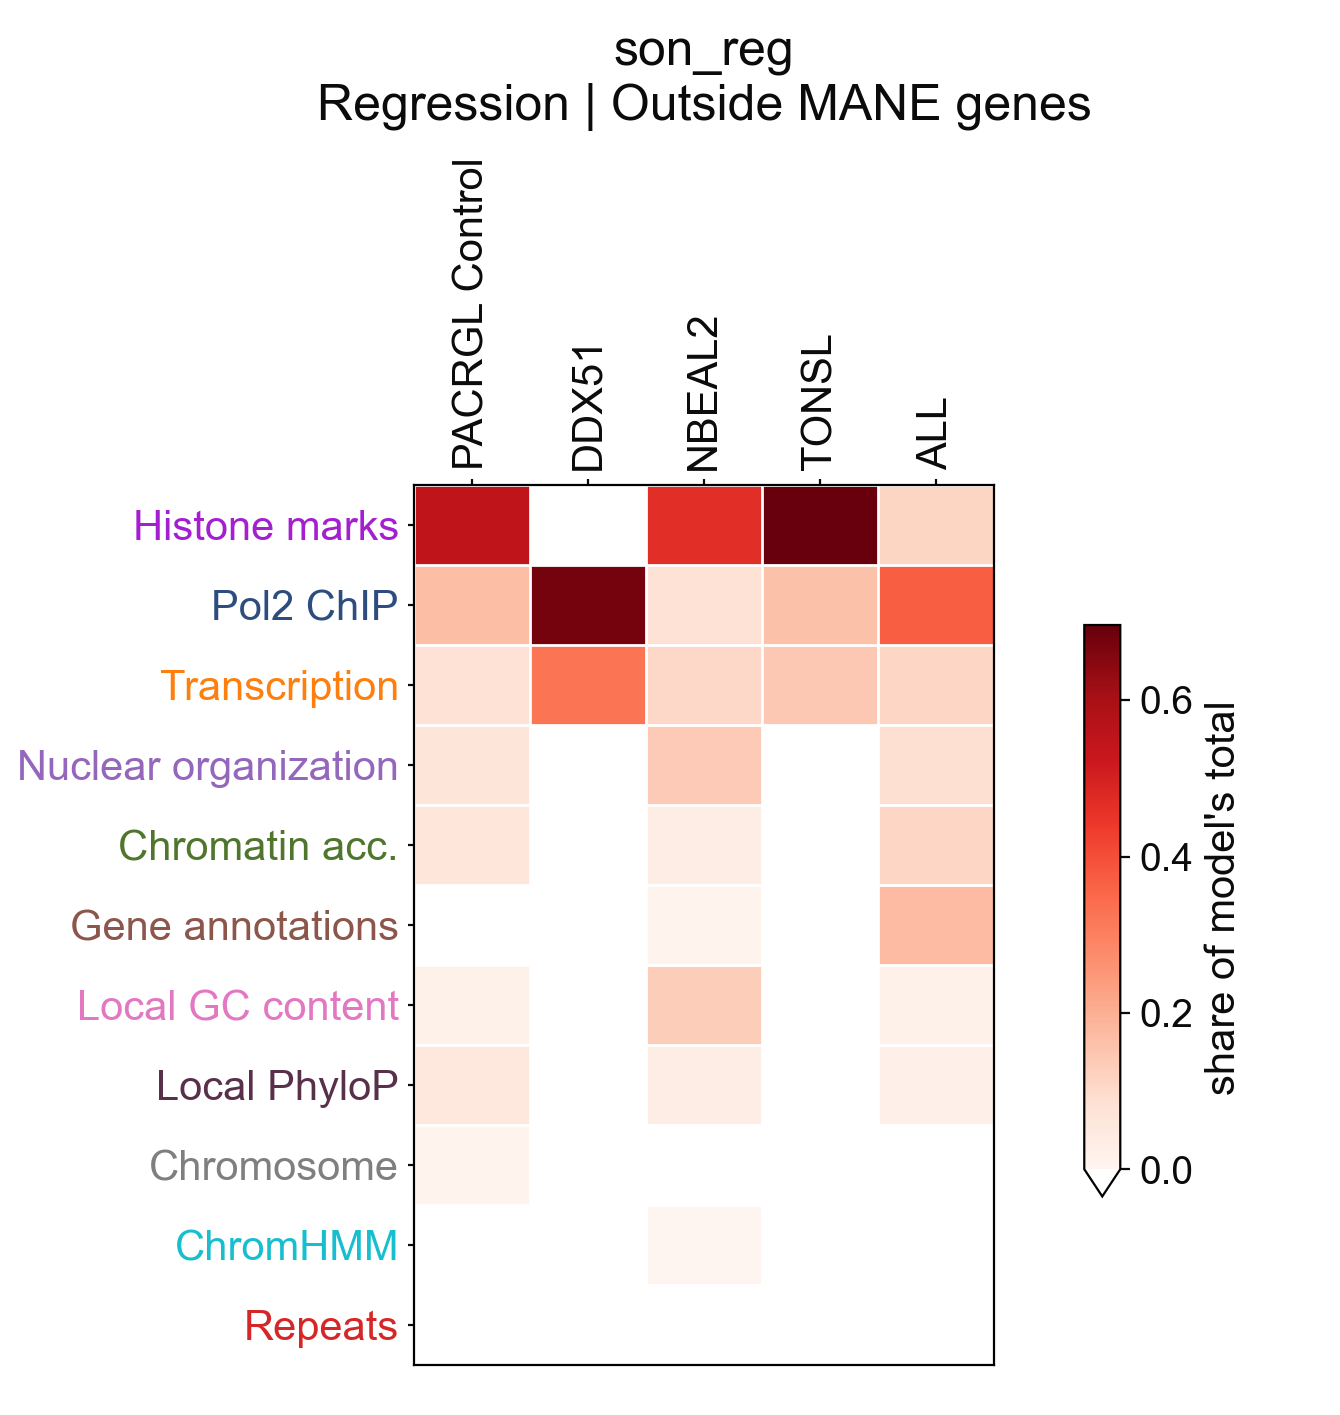 son_reg
Regression | Outside MANE genes
PACRGL Control
DDX51
NBEAL2
TONSL
ALL
Histone marks
Pol2 ChIP
Transcription
Nuclear organization
Chromatin acc.
Gene annotations
Local GC content
Local PhyloP
Chromosome
ChromHMM
Repeats
0.6
0.4
0.2
0.0
share of model's total